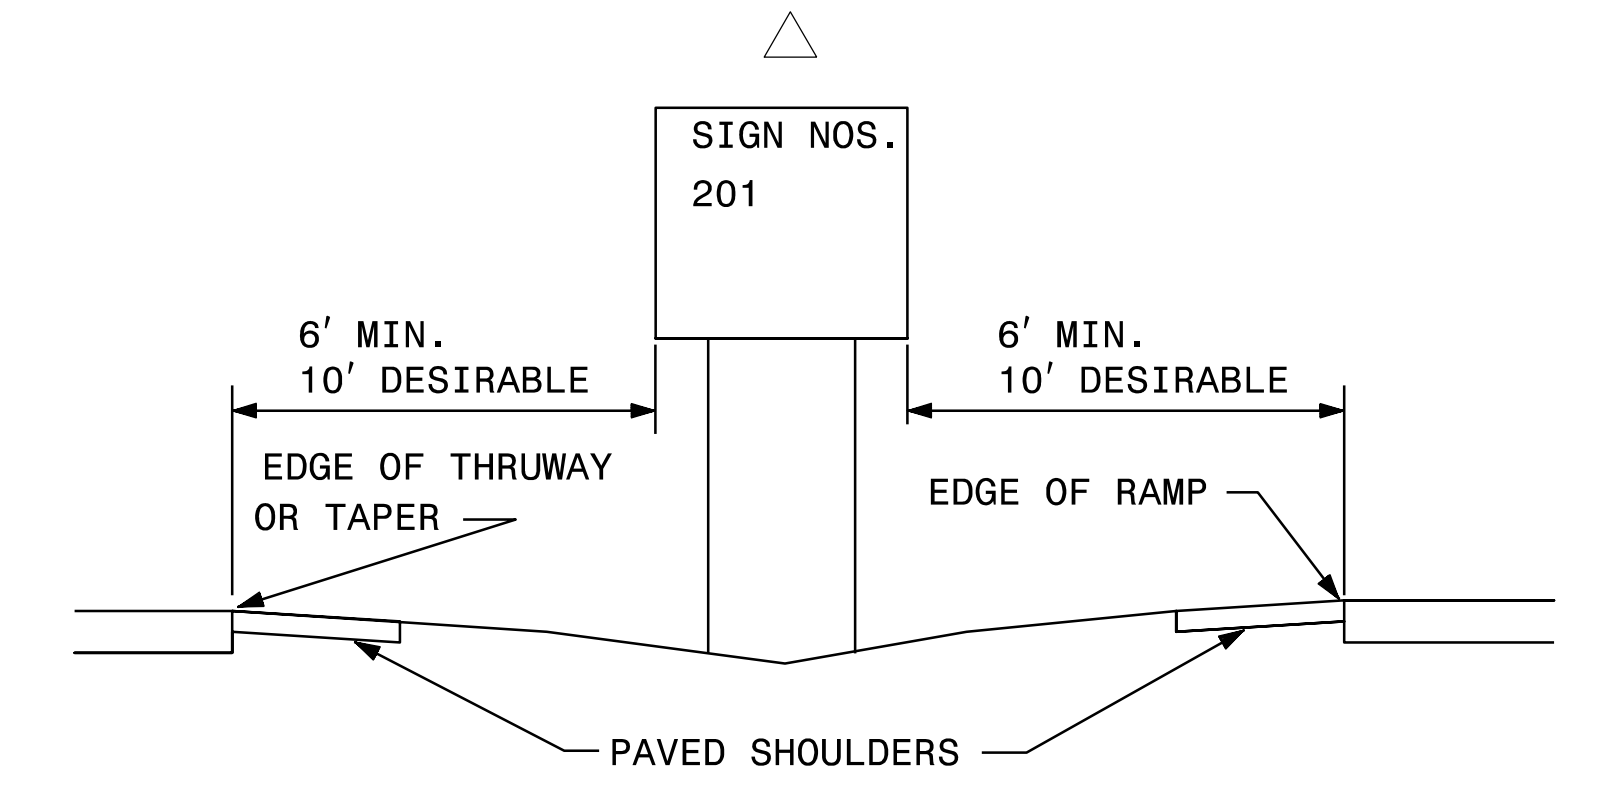 SIGN NOS.
201
6' MIN.
10' DESIRABLE
6' MIN.
10' DESIRABLE
EDGE OF THRUWAY
OR TAPER
EDGE OF RAMP
PAVED SHOULDERS